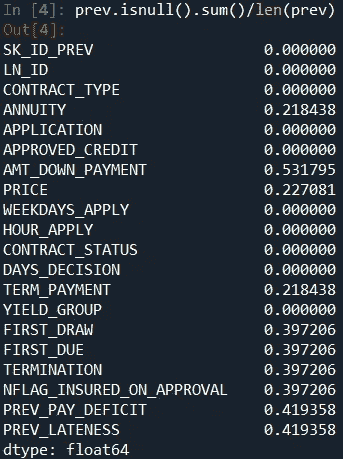 In [4]: prev.isnull().sum()/len(prev)
Out[4]:
SK_ID_PREV 0.000000
LN_ID 0.000000
CONTRACT_TYPE 0.000000
ANNUITY 0.218438
APPLICATION 0.000000
APPROVED_CREDIT 0.000000
AMT_DOWN_PAYMENT 0.531795
PRICE 0.227081
WEEKDAYS_APPLY 0.000000
HOUR_APPLY 0.000000
CONTRACT_STATUS 0.000000
DAYS_DECISION 0.000000
TERM_PAYMENT 0.218438
YIELD_GROUP 0.000000
FIRST_DRAW 0.397206
FIRST_DUE 0.397206
TERMINATION 0.397206
NFLAG_INSURED_ON_APPROVAL 0.397206
PREV_PAY_DEFICIT 0.419358
PREV_LATENESS 0.419358
dtype: float64